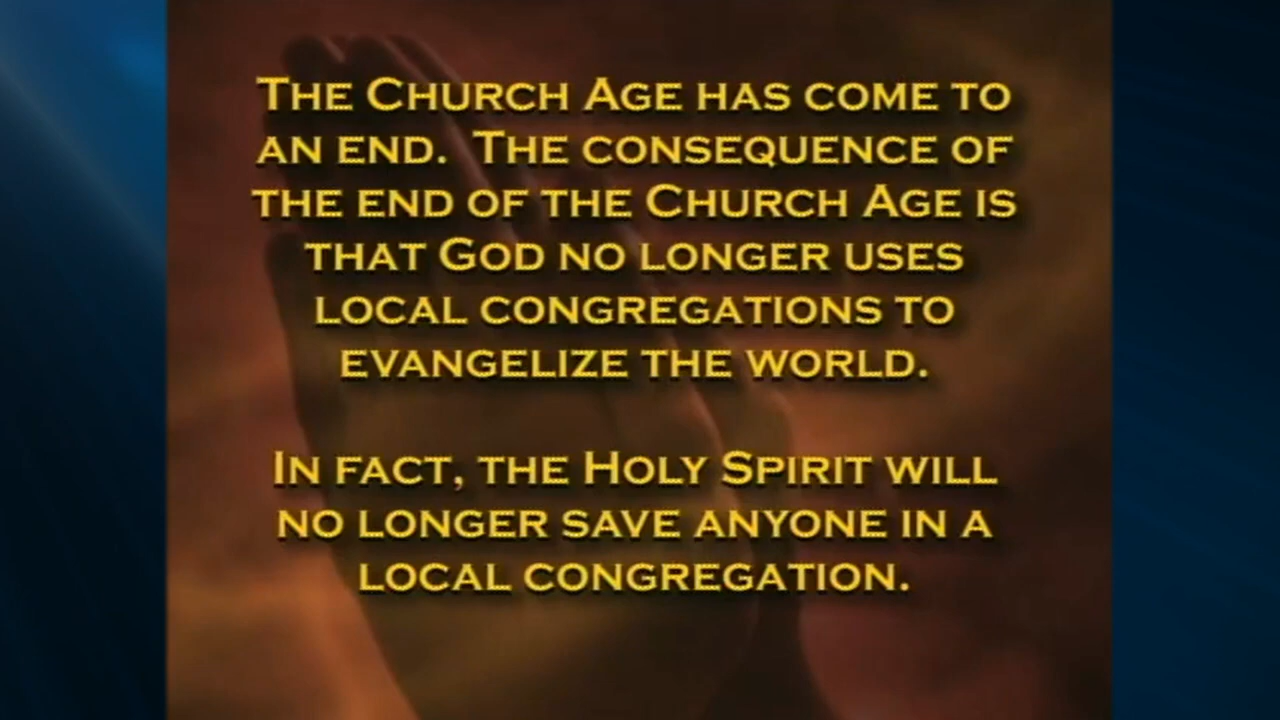 The Church Age has come to
an end. The consequence of
the end of the Church Age is
that God no longer uses
local congregations to
evangelize the world.
In fact, the Holy Spirit will
no longer save anyone in a
local congregation.